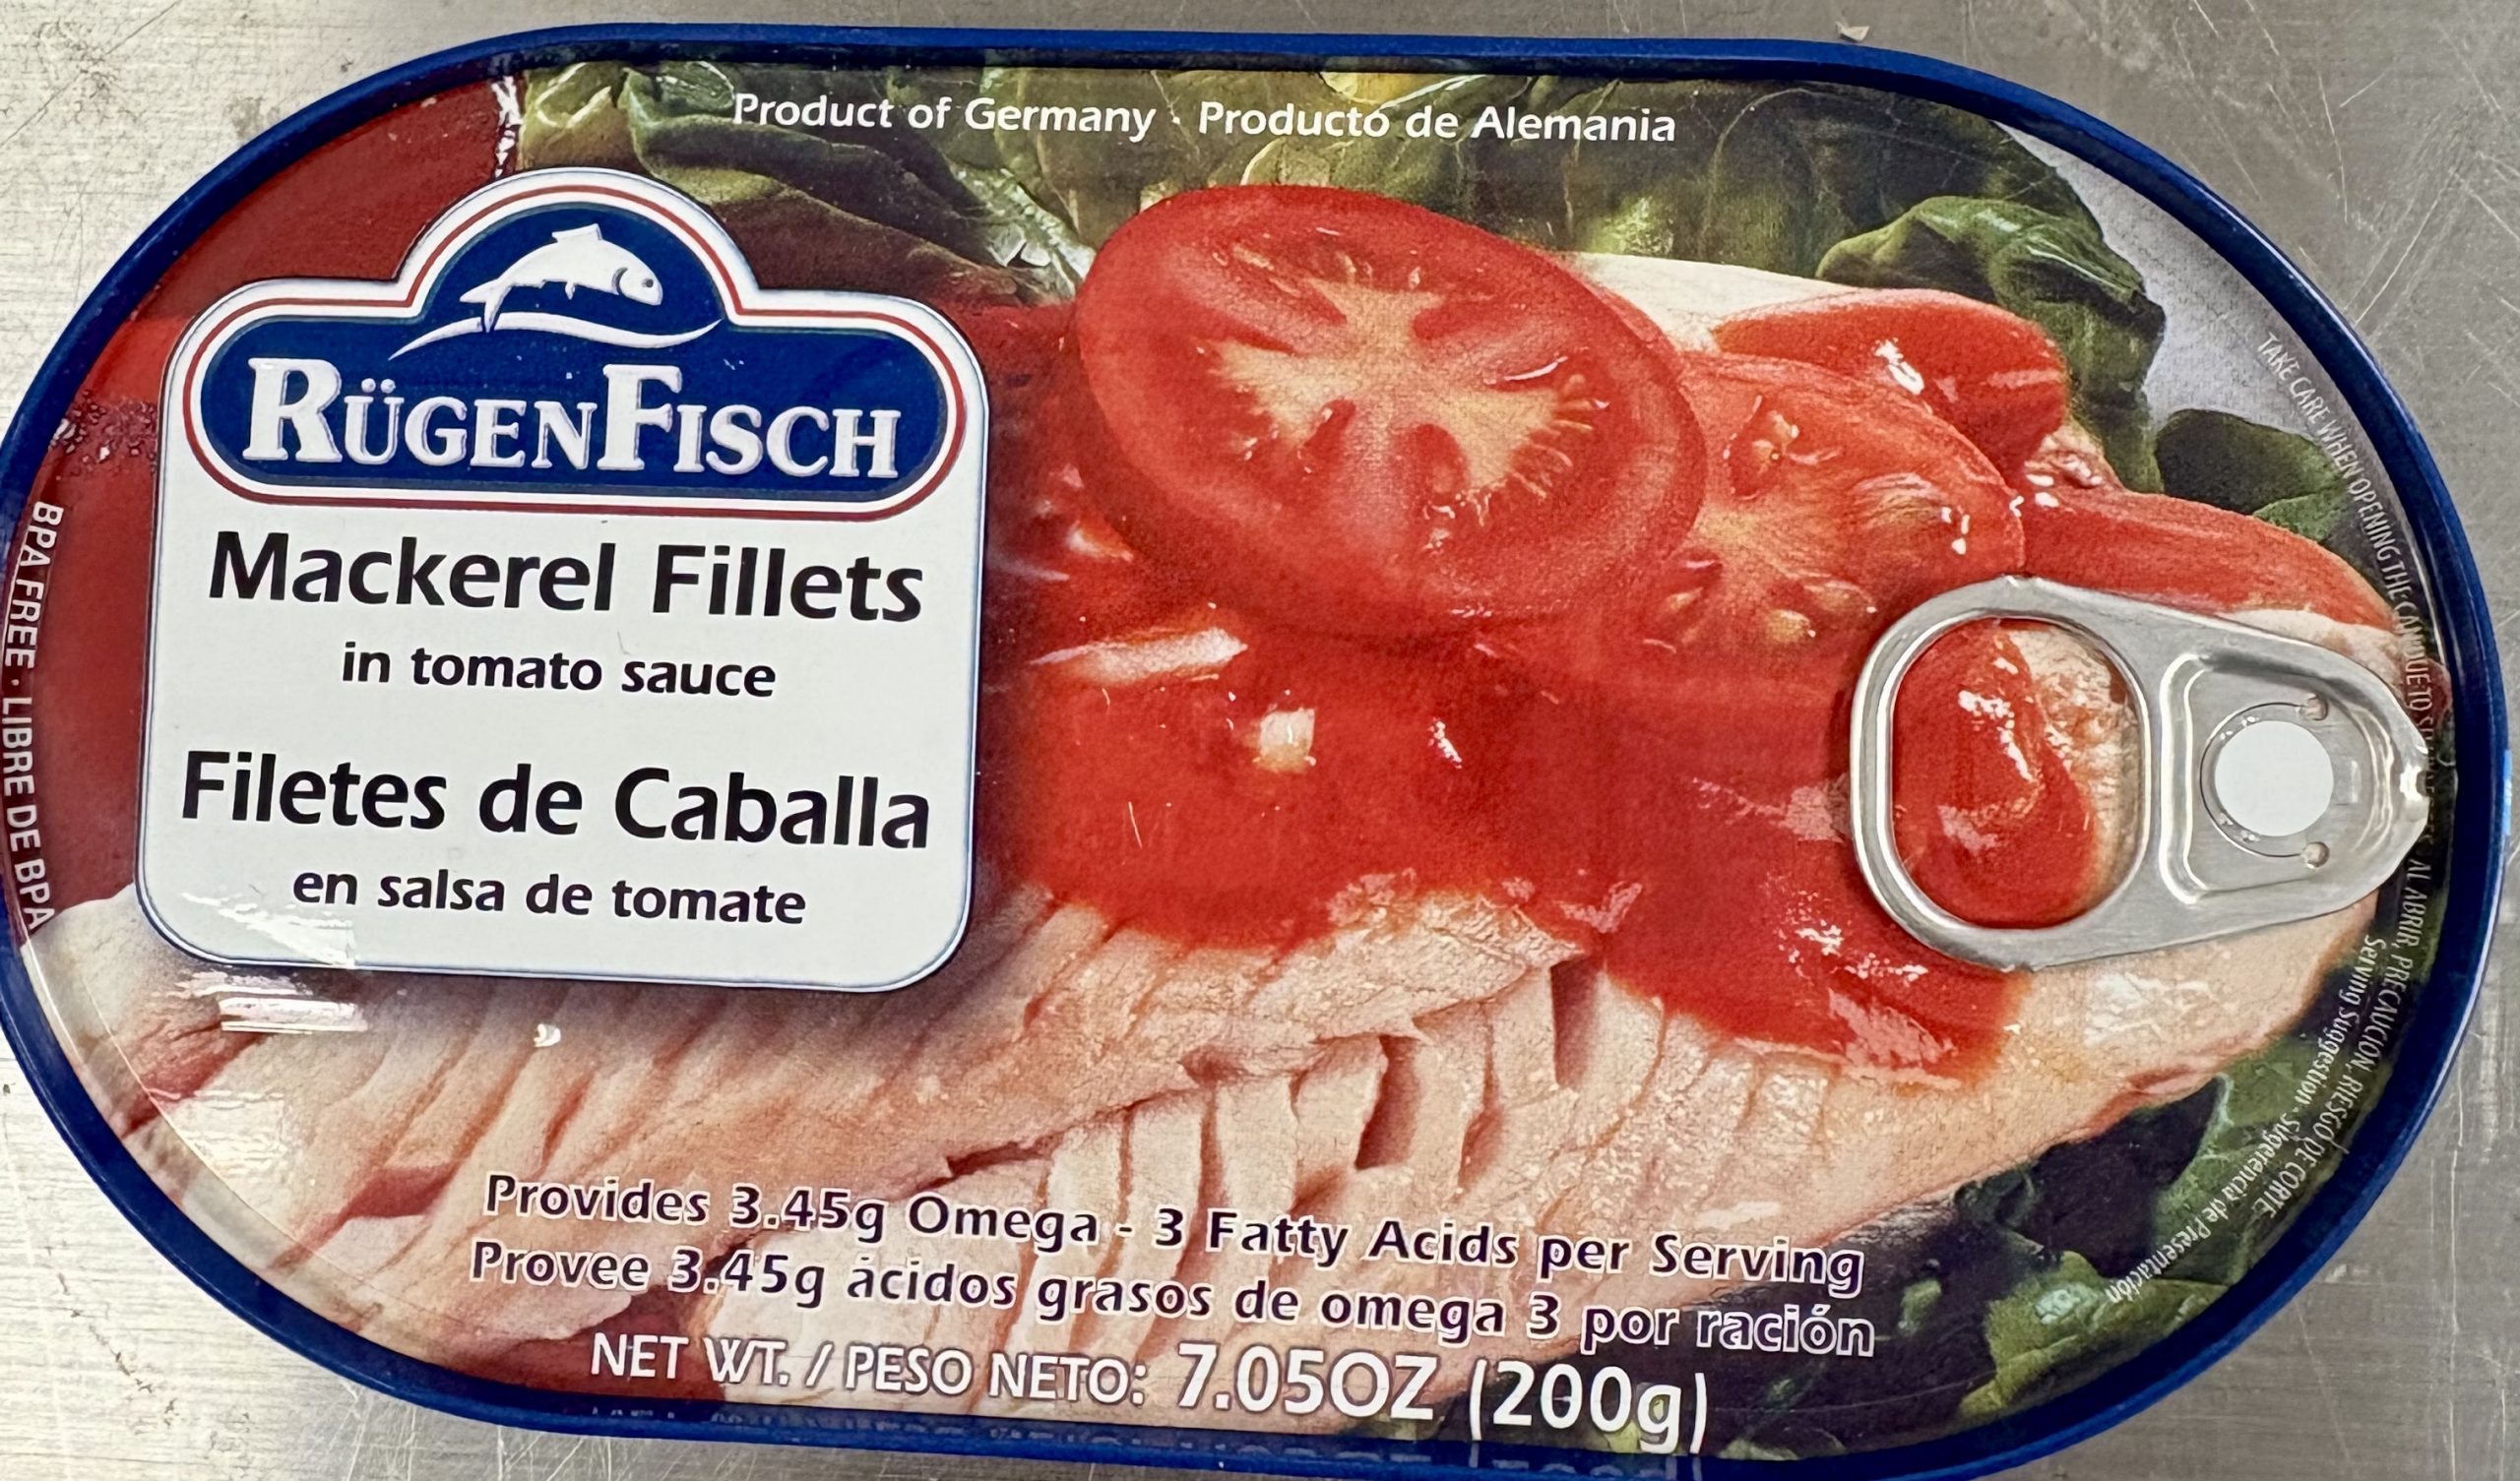 Product of Germany · Producto de Alemania
RÜGENFISCH
Mackerel Fillets
in tomato sauce
Filetes de Caballa
en salsa de tomate
BPA FREE · LIBRE DE BPA
TAKE CARE WHEN OPENING THE CAN DUE TO
AL ABRIR, PRECAUCIÓN, RIESGO DE CORTE.
Serving Suggestion · Sugerencia de Presentación
Provides 3.45g Omega - 3 Fatty Acids per Serving
Provee 3.45g ácidos grasos de omega 3 por ración
NET WT. / PESO NETO: 7.05OZ (200g)